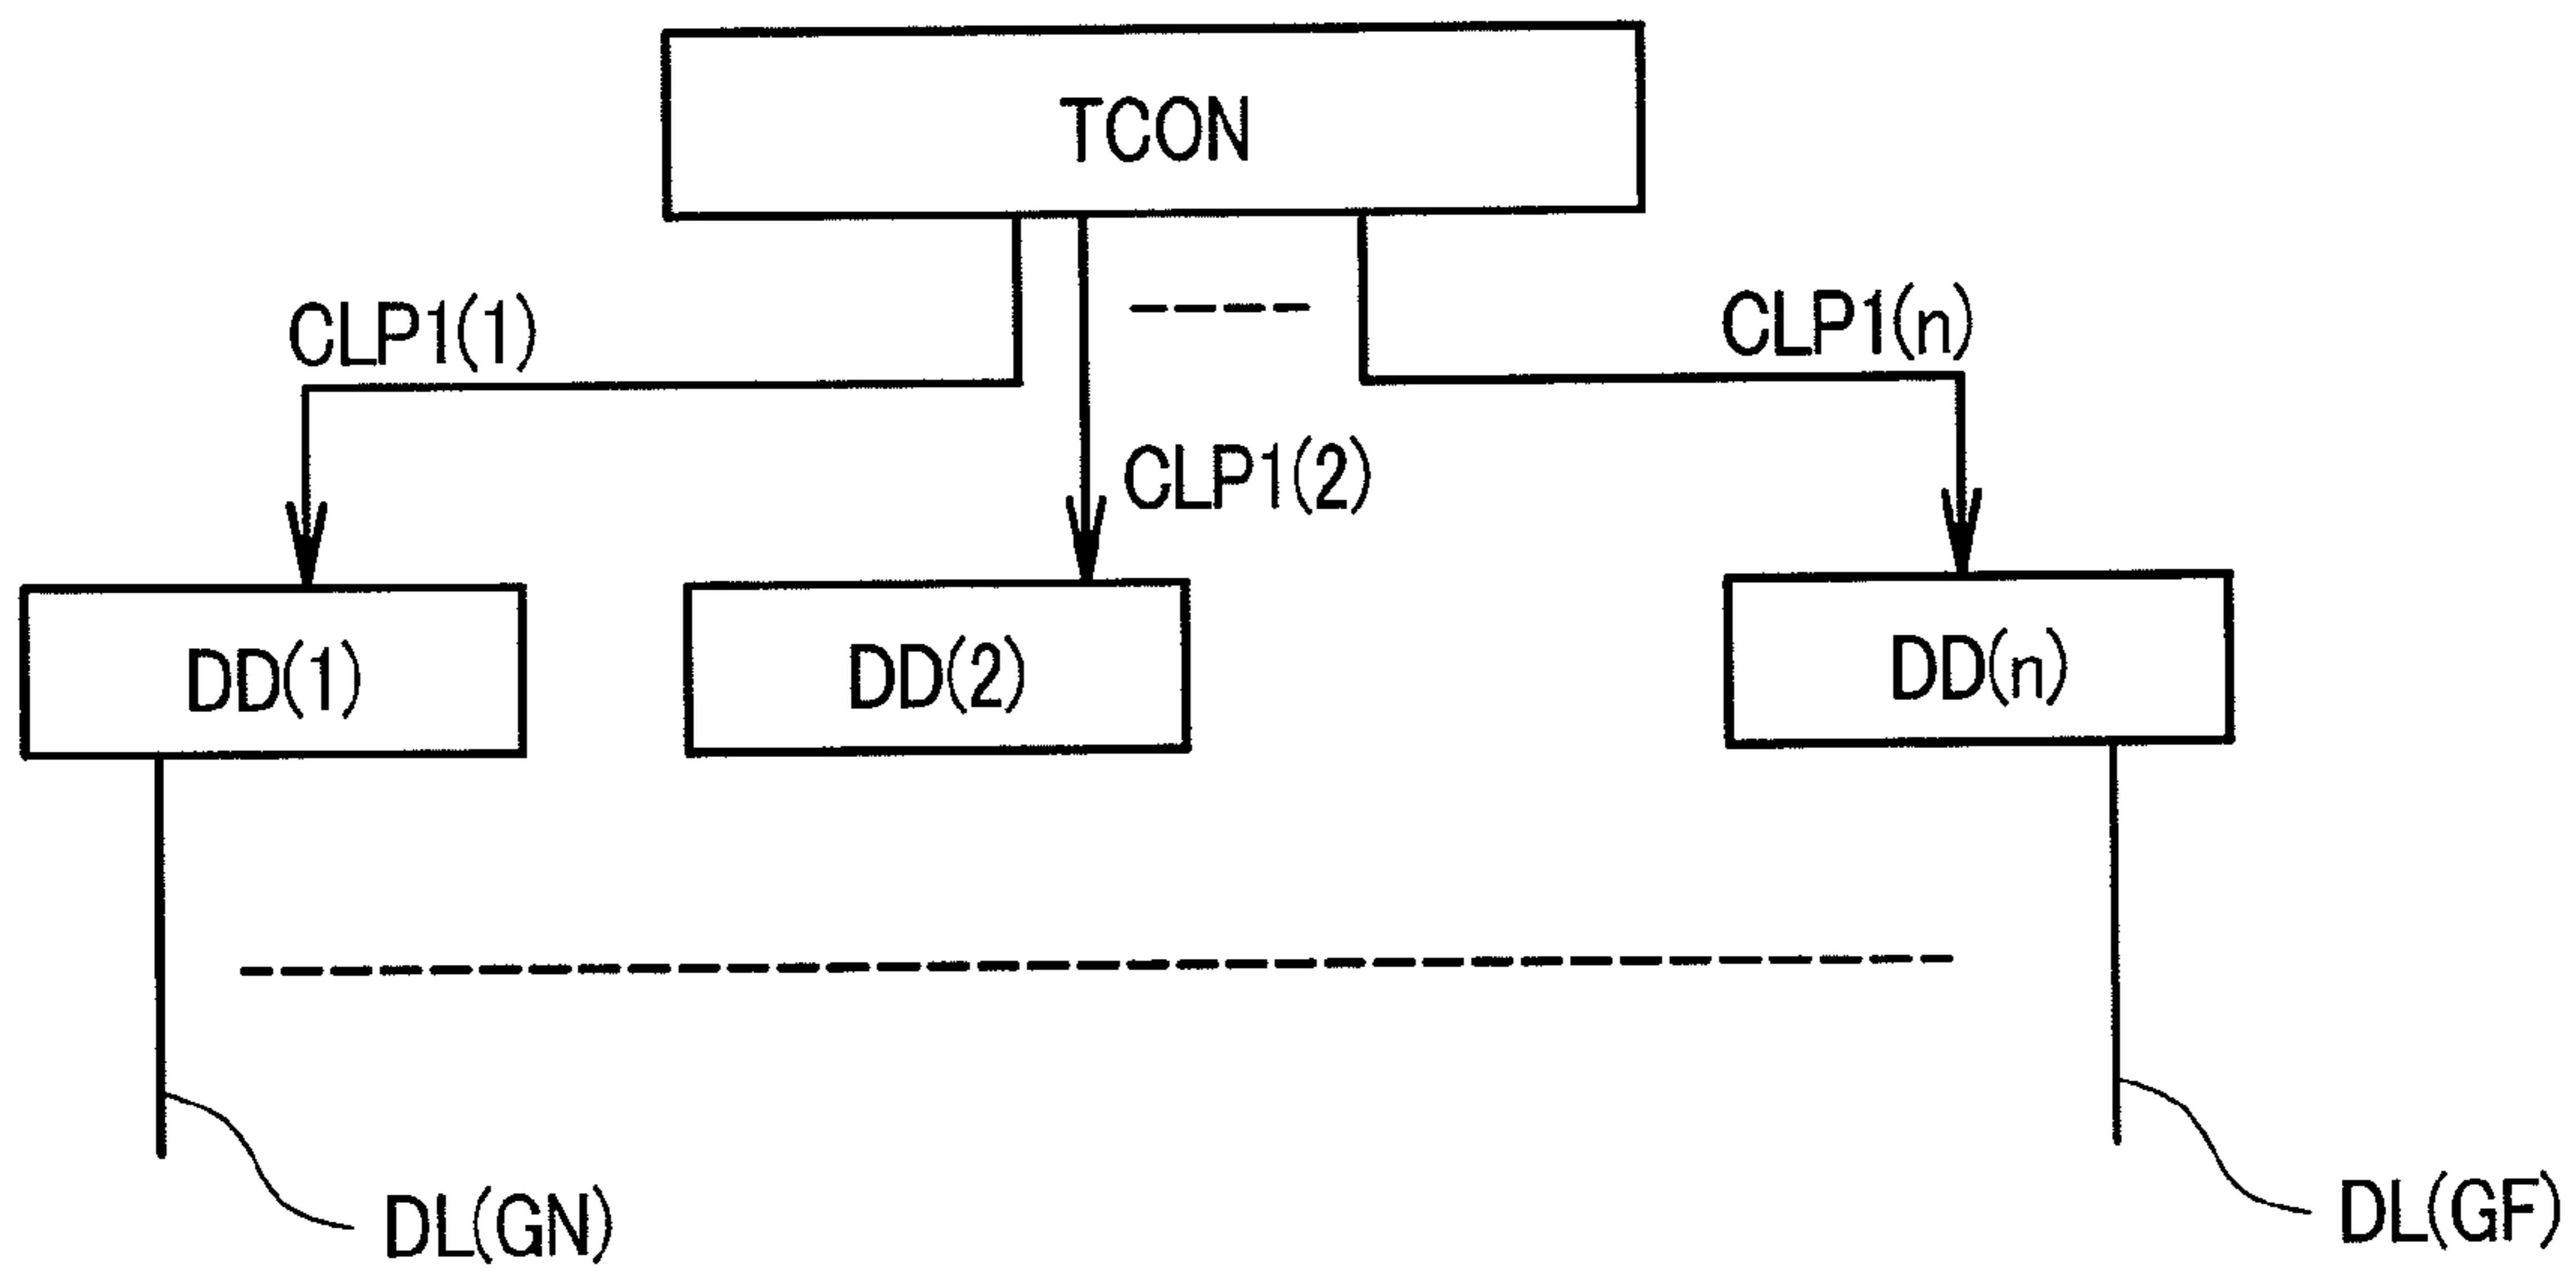 TCON
CLP1(1)
CLP1(n)
CLP1(2)
DD(1)
DD(2)
DD(n)
DL(GN)
DL(GF)